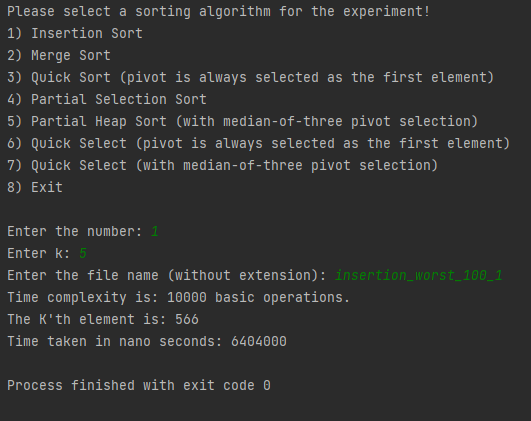 Please select a sorting algorithm for the experiment!
1) Insertion Sort
2) Merge Sort
3) Quick Sort (pivot is always selected as the first element)
4) Partial Selection Sort
5) Partial Heap Sort (with median-of-three pivot selection)
6) Quick Select (pivot is always selected as the first element)
7) Quick Select (with median-of-three pivot selection)
8) Exit
Enter the number: 1
Enter k: 5
Enter the file name (without extension): insertion_worst_100_1
Time complexity is: 10000 basic operations.
The K'th element is: 566
Time taken in nano seconds: 6404000
Process finished with exit code 0